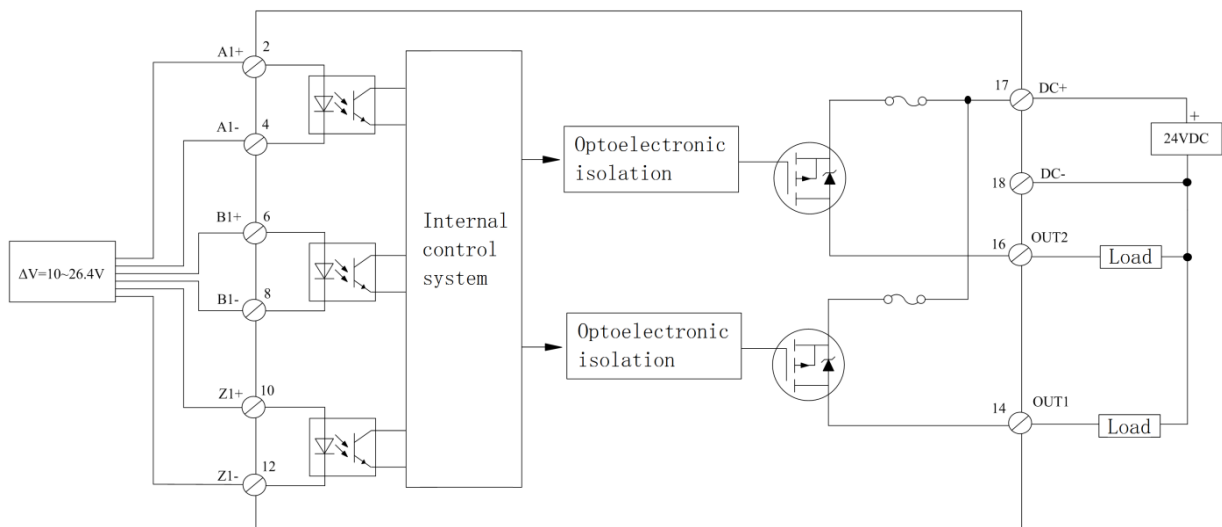 A1+
2
A1-
4
B1+
6
B1-
8
Z1+
10
Z1-
12
ΔV=10~26.4V
Internal
control
system
Optoelectronic
isolation
Optoelectronic
isolation
17
DC+
+
24VDC
18
DC-
16
OUT2
Load
14
OUT1
Load